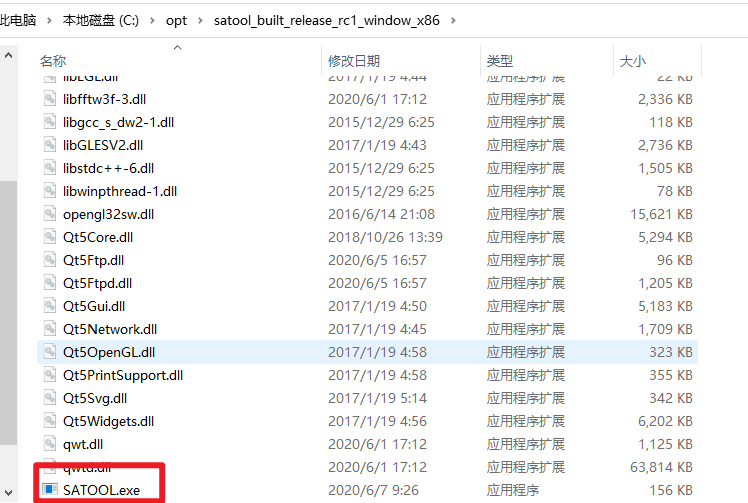 此电脑 > 本地磁盘 (C:) > opt > satool_built_release_rc1_window_x86 >
名称 修改日期 类型 大小
libEGL.dll 2017/1/19 4:44 应用程序扩展 22 KB
libfftw3f-3.dll 2020/6/1 17:12 应用程序扩展 2,336 KB
libgcc_s_dw2-1.dll 2015/12/29 6:25 应用程序扩展 118 KB
libGLESV2.dll 2017/1/19 4:43 应用程序扩展 2,736 KB
libstdc++-6.dll 2015/12/29 6:25 应用程序扩展 1,505 KB
libwinpthread-1.dll 2015/12/29 6:25 应用程序扩展 78 KB
opengl32sw.dll 2016/6/14 21:08 应用程序扩展 15,621 KB
Qt5Core.dll 2018/10/26 13:39 应用程序扩展 5,294 KB
Qt5Ftp.dll 2020/6/5 16:57 应用程序扩展 96 KB
Qt5Ftpd.dll 2020/6/5 16:57 应用程序扩展 1,205 KB
Qt5Gui.dll 2017/1/19 4:50 应用程序扩展 5,183 KB
Qt5Network.dll 2017/1/19 4:45 应用程序扩展 1,709 KB
Qt5OpenGL.dll 2017/1/19 4:58 应用程序扩展 323 KB
Qt5PrintSupport.dll 2017/1/19 4:58 应用程序扩展 355 KB
Qt5Svg.dll 2017/1/19 5:14 应用程序扩展 342 KB
Qt5Widgets.dll 2017/1/19 4:56 应用程序扩展 6,202 KB
qwt.dll 2020/6/1 17:12 应用程序扩展 1,125 KB
qwtd.dll 2020/6/1 17:12 应用程序扩展 63,814 KB
SATOOL.exe 2020/6/7 9:26 应用程序 156 KB